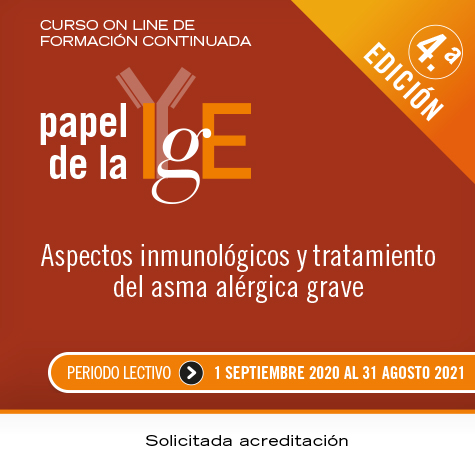 CURSO ON LINE DE
FORMACIÓN CONTINUADA
4.ª
EDICIÓN
papel
de la IgE
Aspectos inmunológicos y tratamiento
del asma alérgica grave
PERIODO LECTIVO 1 SEPTIEMBRE 2020 AL 31 AGOSTO 2021
Solicitada acreditación